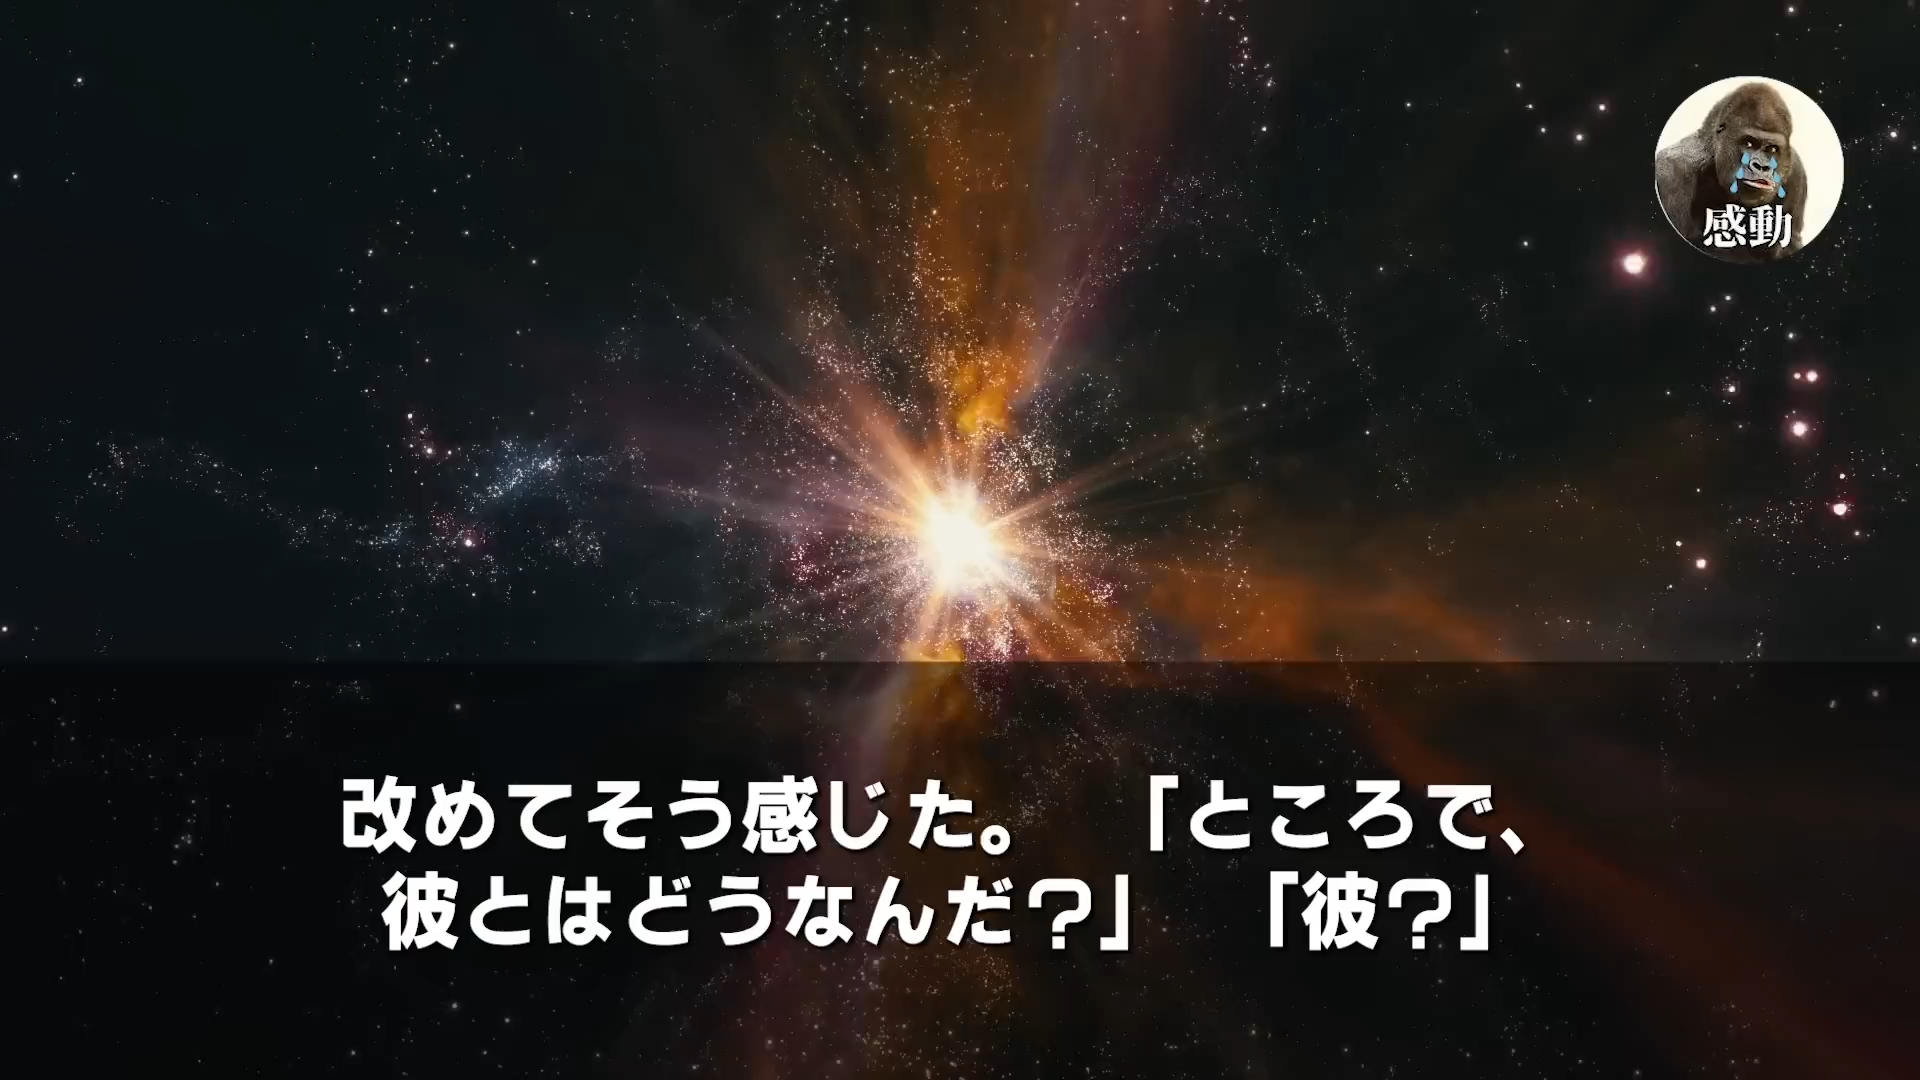 感動
改めてそう感じた。 「ところで、
彼とはどうなんだ？」 「彼？」